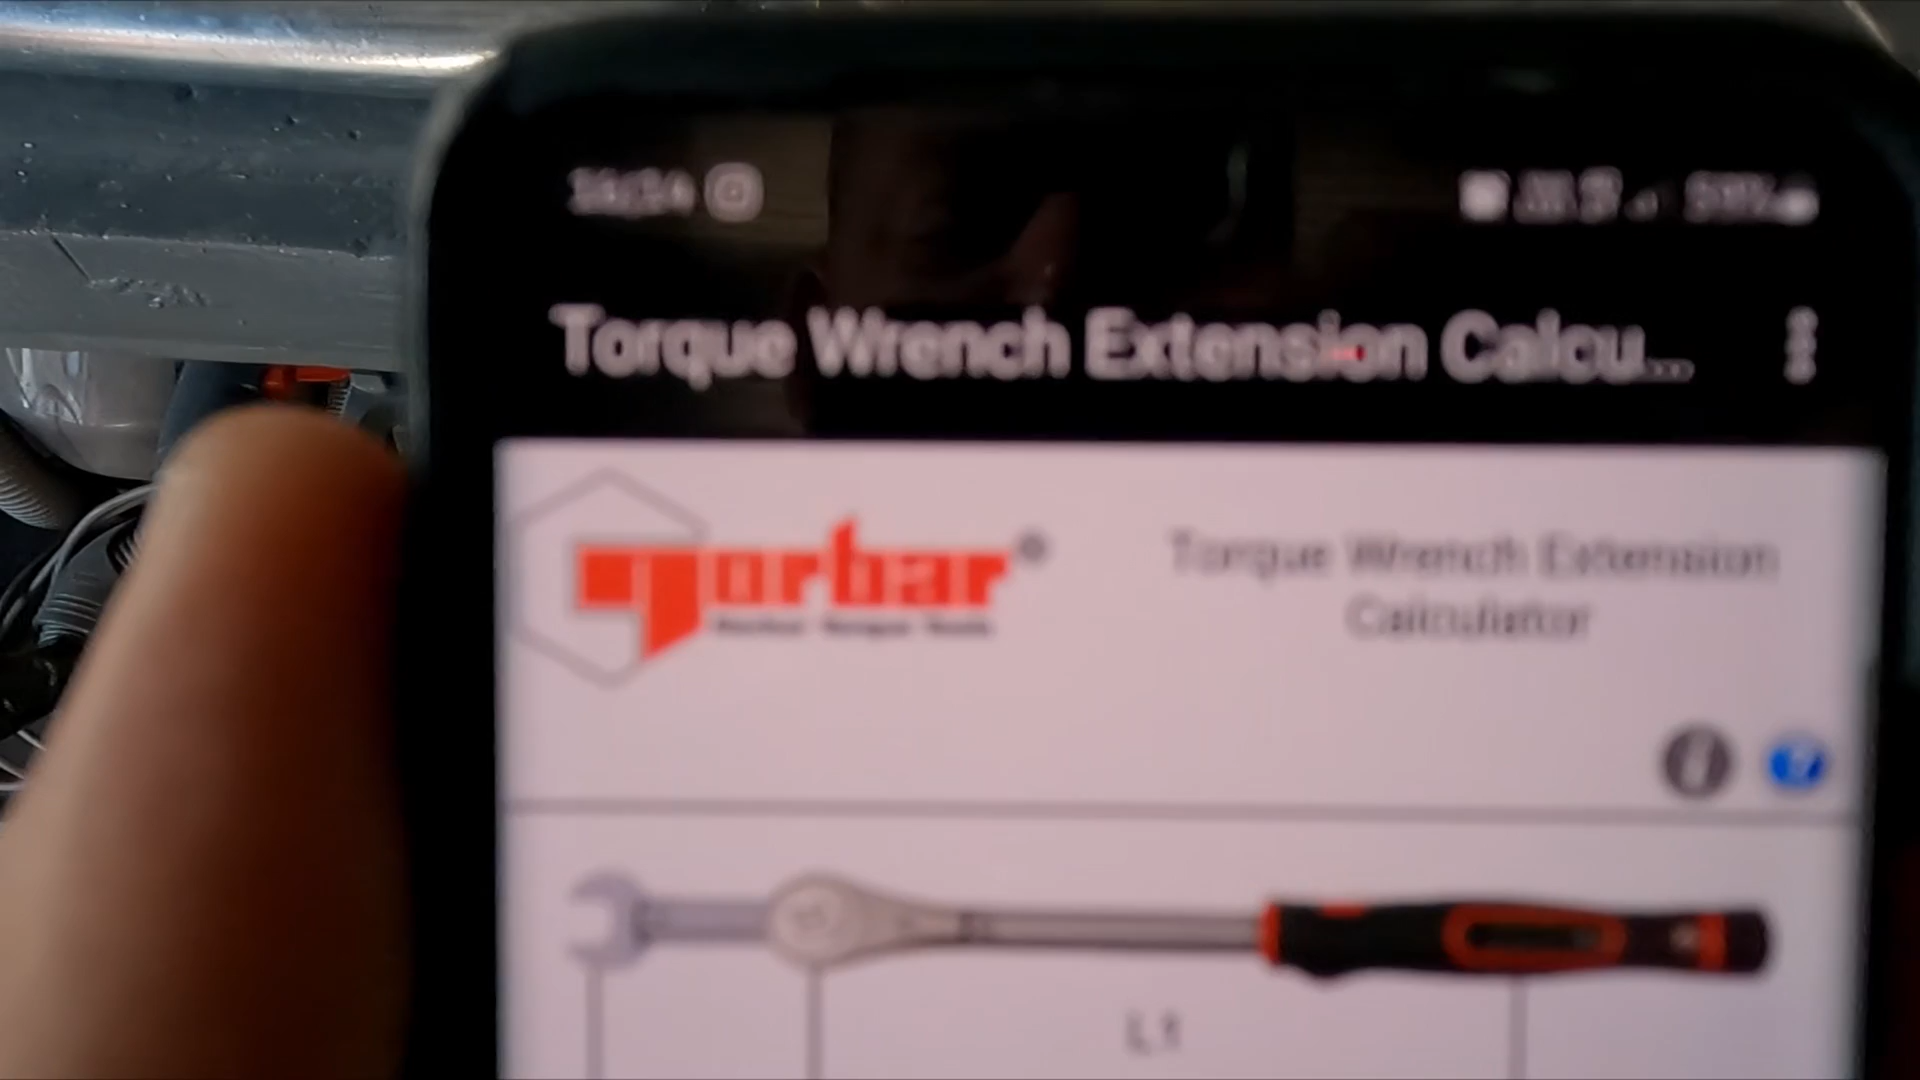 Torque Wrench Extension Calcu...
norbar®
Torque Wrench Extension
Calculator
L1